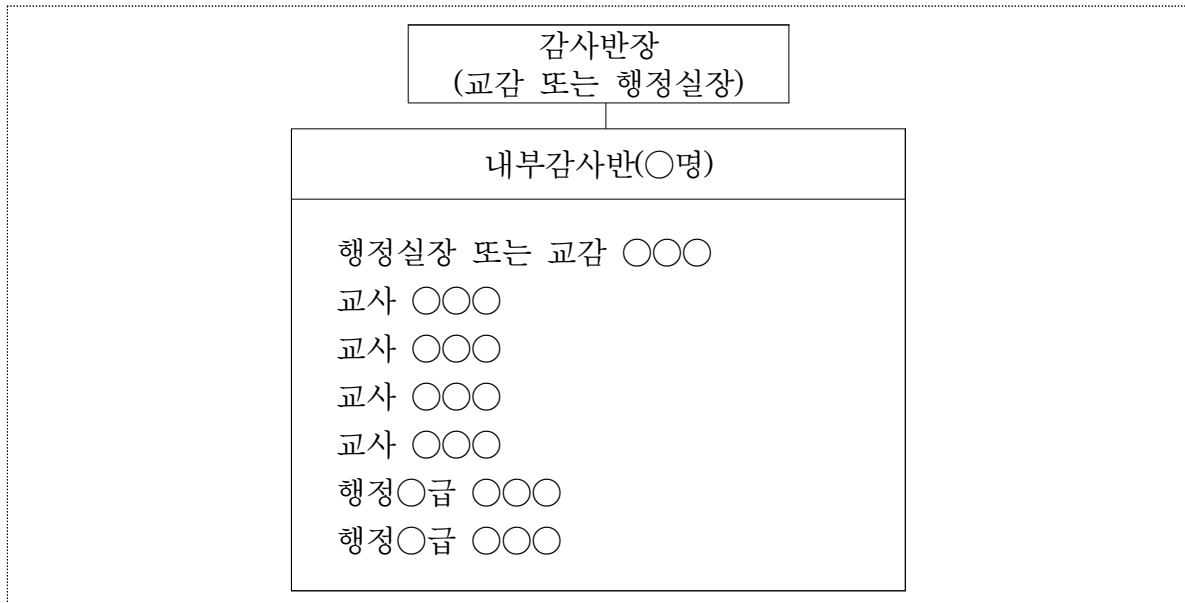 감사반장
(교감 또는 행정실장)
내부감사반(○명)
행정실장 또는 교감 ○○○
교사 ○○○
교사 ○○○
교사 ○○○
교사 ○○○
행정○급 ○○○
행정○급 ○○○